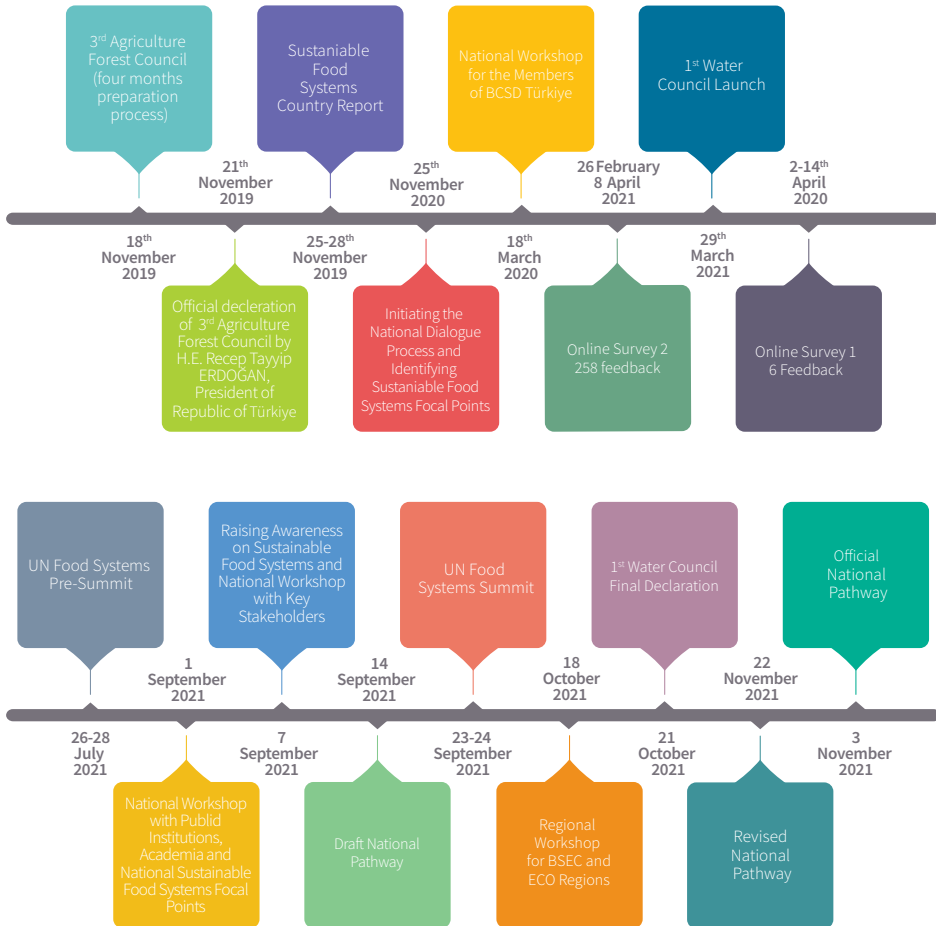 3rd Agriculture
Forest Council
(four months
preparation
process)
Sustaniable
Food
Systems
Country Report
National Workshop
for the Members
of BCSD Türkiye
1st Water
Council Launch
21th
November
2019
25th
November
2020
26 February
8 April
2021
2-14th
April
2020
18th
November
2019
25-28th
November
2019
18th
March
2020
29th
March
2021
Official decleration
of 3rd Agriculture
Forest Council by
H.E. Recep Tayyip
ERDOĞAN,
President of
Republic of Türkiye
Initiating the
National Dialogue
Process and
Identifying
Sustaniable Food
Systems Focal Points
Online Survey 2
258 feedback
Online Survey 1
6 Feedback
UN Food Systems
Pre-Summit
Raising Awareness
on Sustainable
Food Systems and
National Workshop
with Key
Stakeholders
UN Food
Systems Summit
1st Water Council
Final Declaration
Official
National
Pathway
1
September
2021
14
September
2021
18
October
2021
22
November
2021
26-28
July
2021
7
September
2021
23-24
September
2021
21
October
2021
3
November
2021
National Workshop
with Publid
Institutions,
Academia and
National Sustainable
Food Systems Focal
Points
Draft National
Pathway
Regional
Workshop
for BSEC and
ECO Regions
Revised
National
Pathway